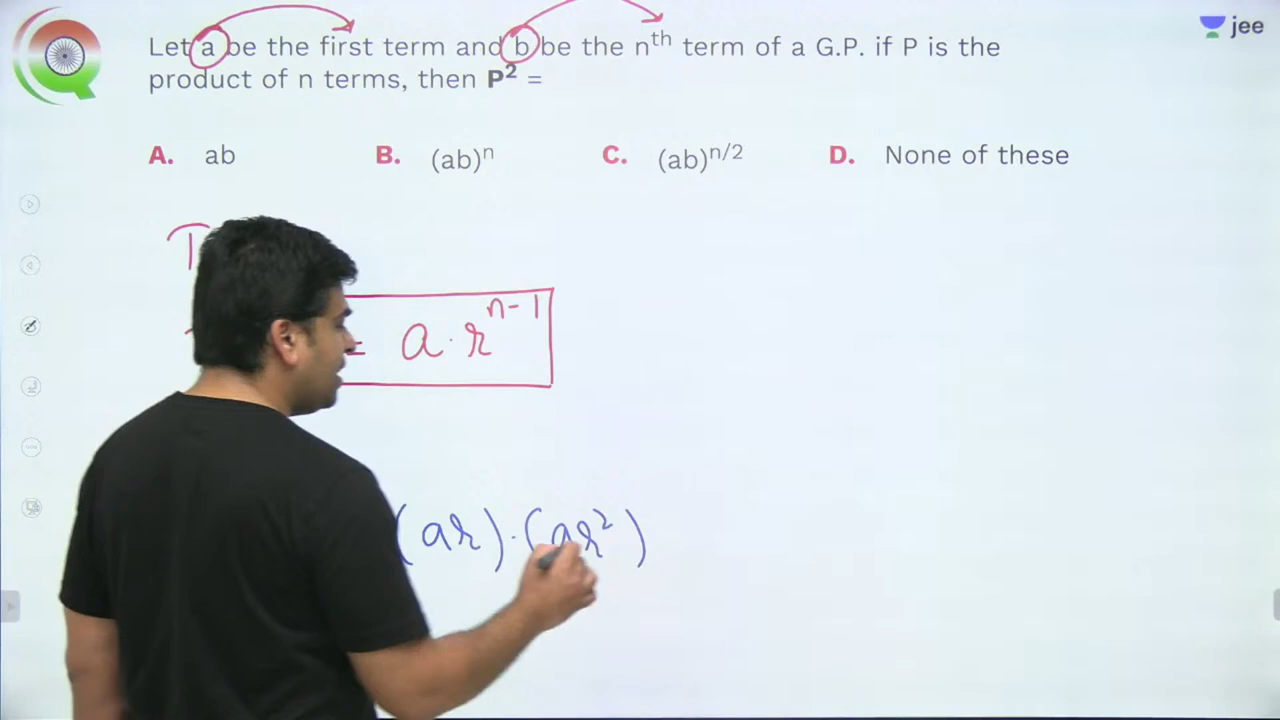 jee
Let a be the first term and b be the nth term of a G.P. if P is the
product of n terms, then P² =
A. ab B. (ab)ⁿ C. (ab)ⁿ/² D. None of these
T
= a · r^(n-1)
(ar) · (ar²)